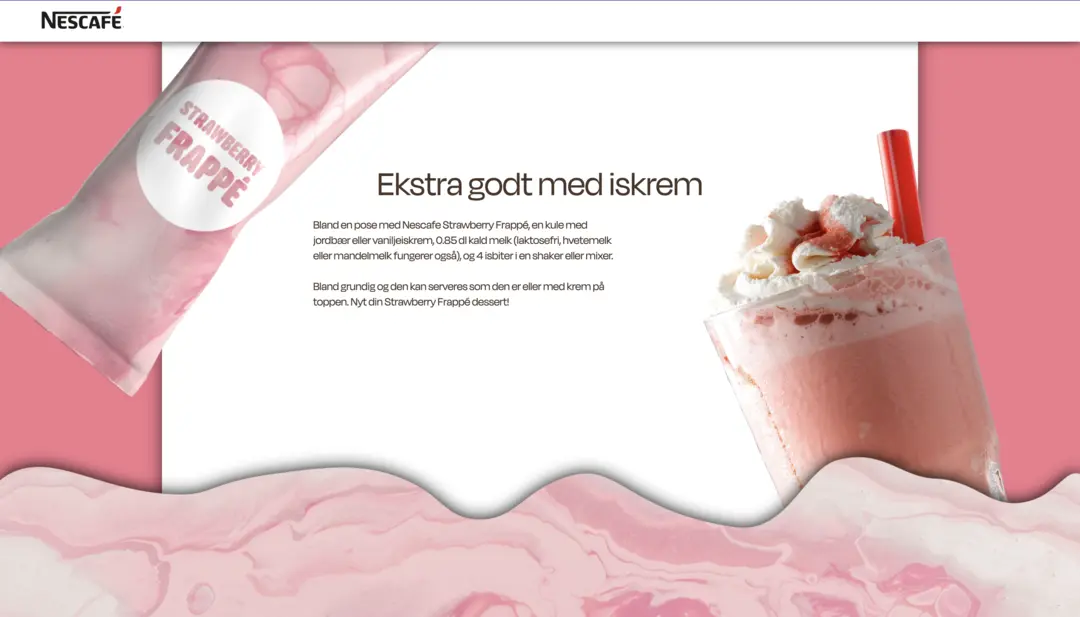 NESCAFÉ
STRAWBERRY
FRAPPÉ
Ekstra godt med iskrem
Bland en pose med Nescafe Strawberry Frappé, en kule med
jordbær eller vaniljeiskrem, 0.85 dl kald melk (laktosefri, hvetemelk
eller mandelmelk fungerer også), og 4 isbiter i en shaker eller mixer.
Bland grundig og den kan serveres som den er eller med krem på
toppen. Nyt din Strawberry Frappé dessert!